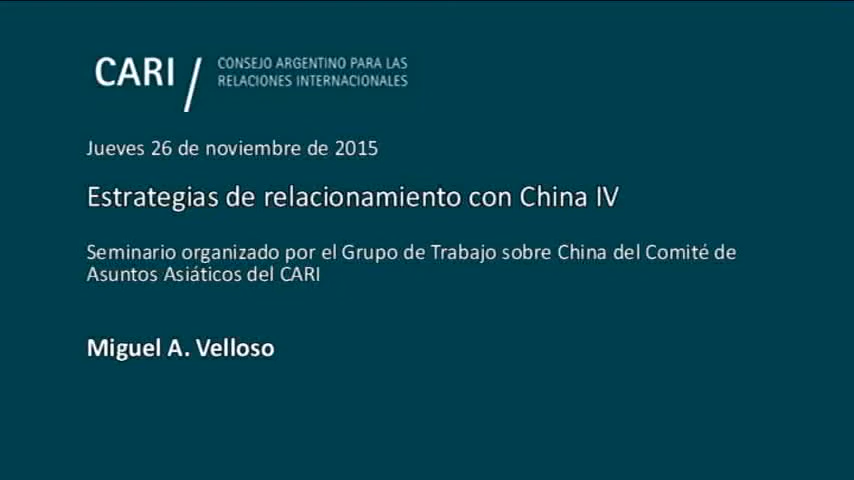 CARI/
CONSEJO ARGENTINO PARA LAS
RELACIONES INTERNACIONALES
Jueves 26 de noviembre de 2015
Estrategias de relacionamiento con China IV
Seminario organizado por el Grupo de Trabajo sobre China del Comité de
Asuntos Asiáticos del CARI
Miguel A. Velloso